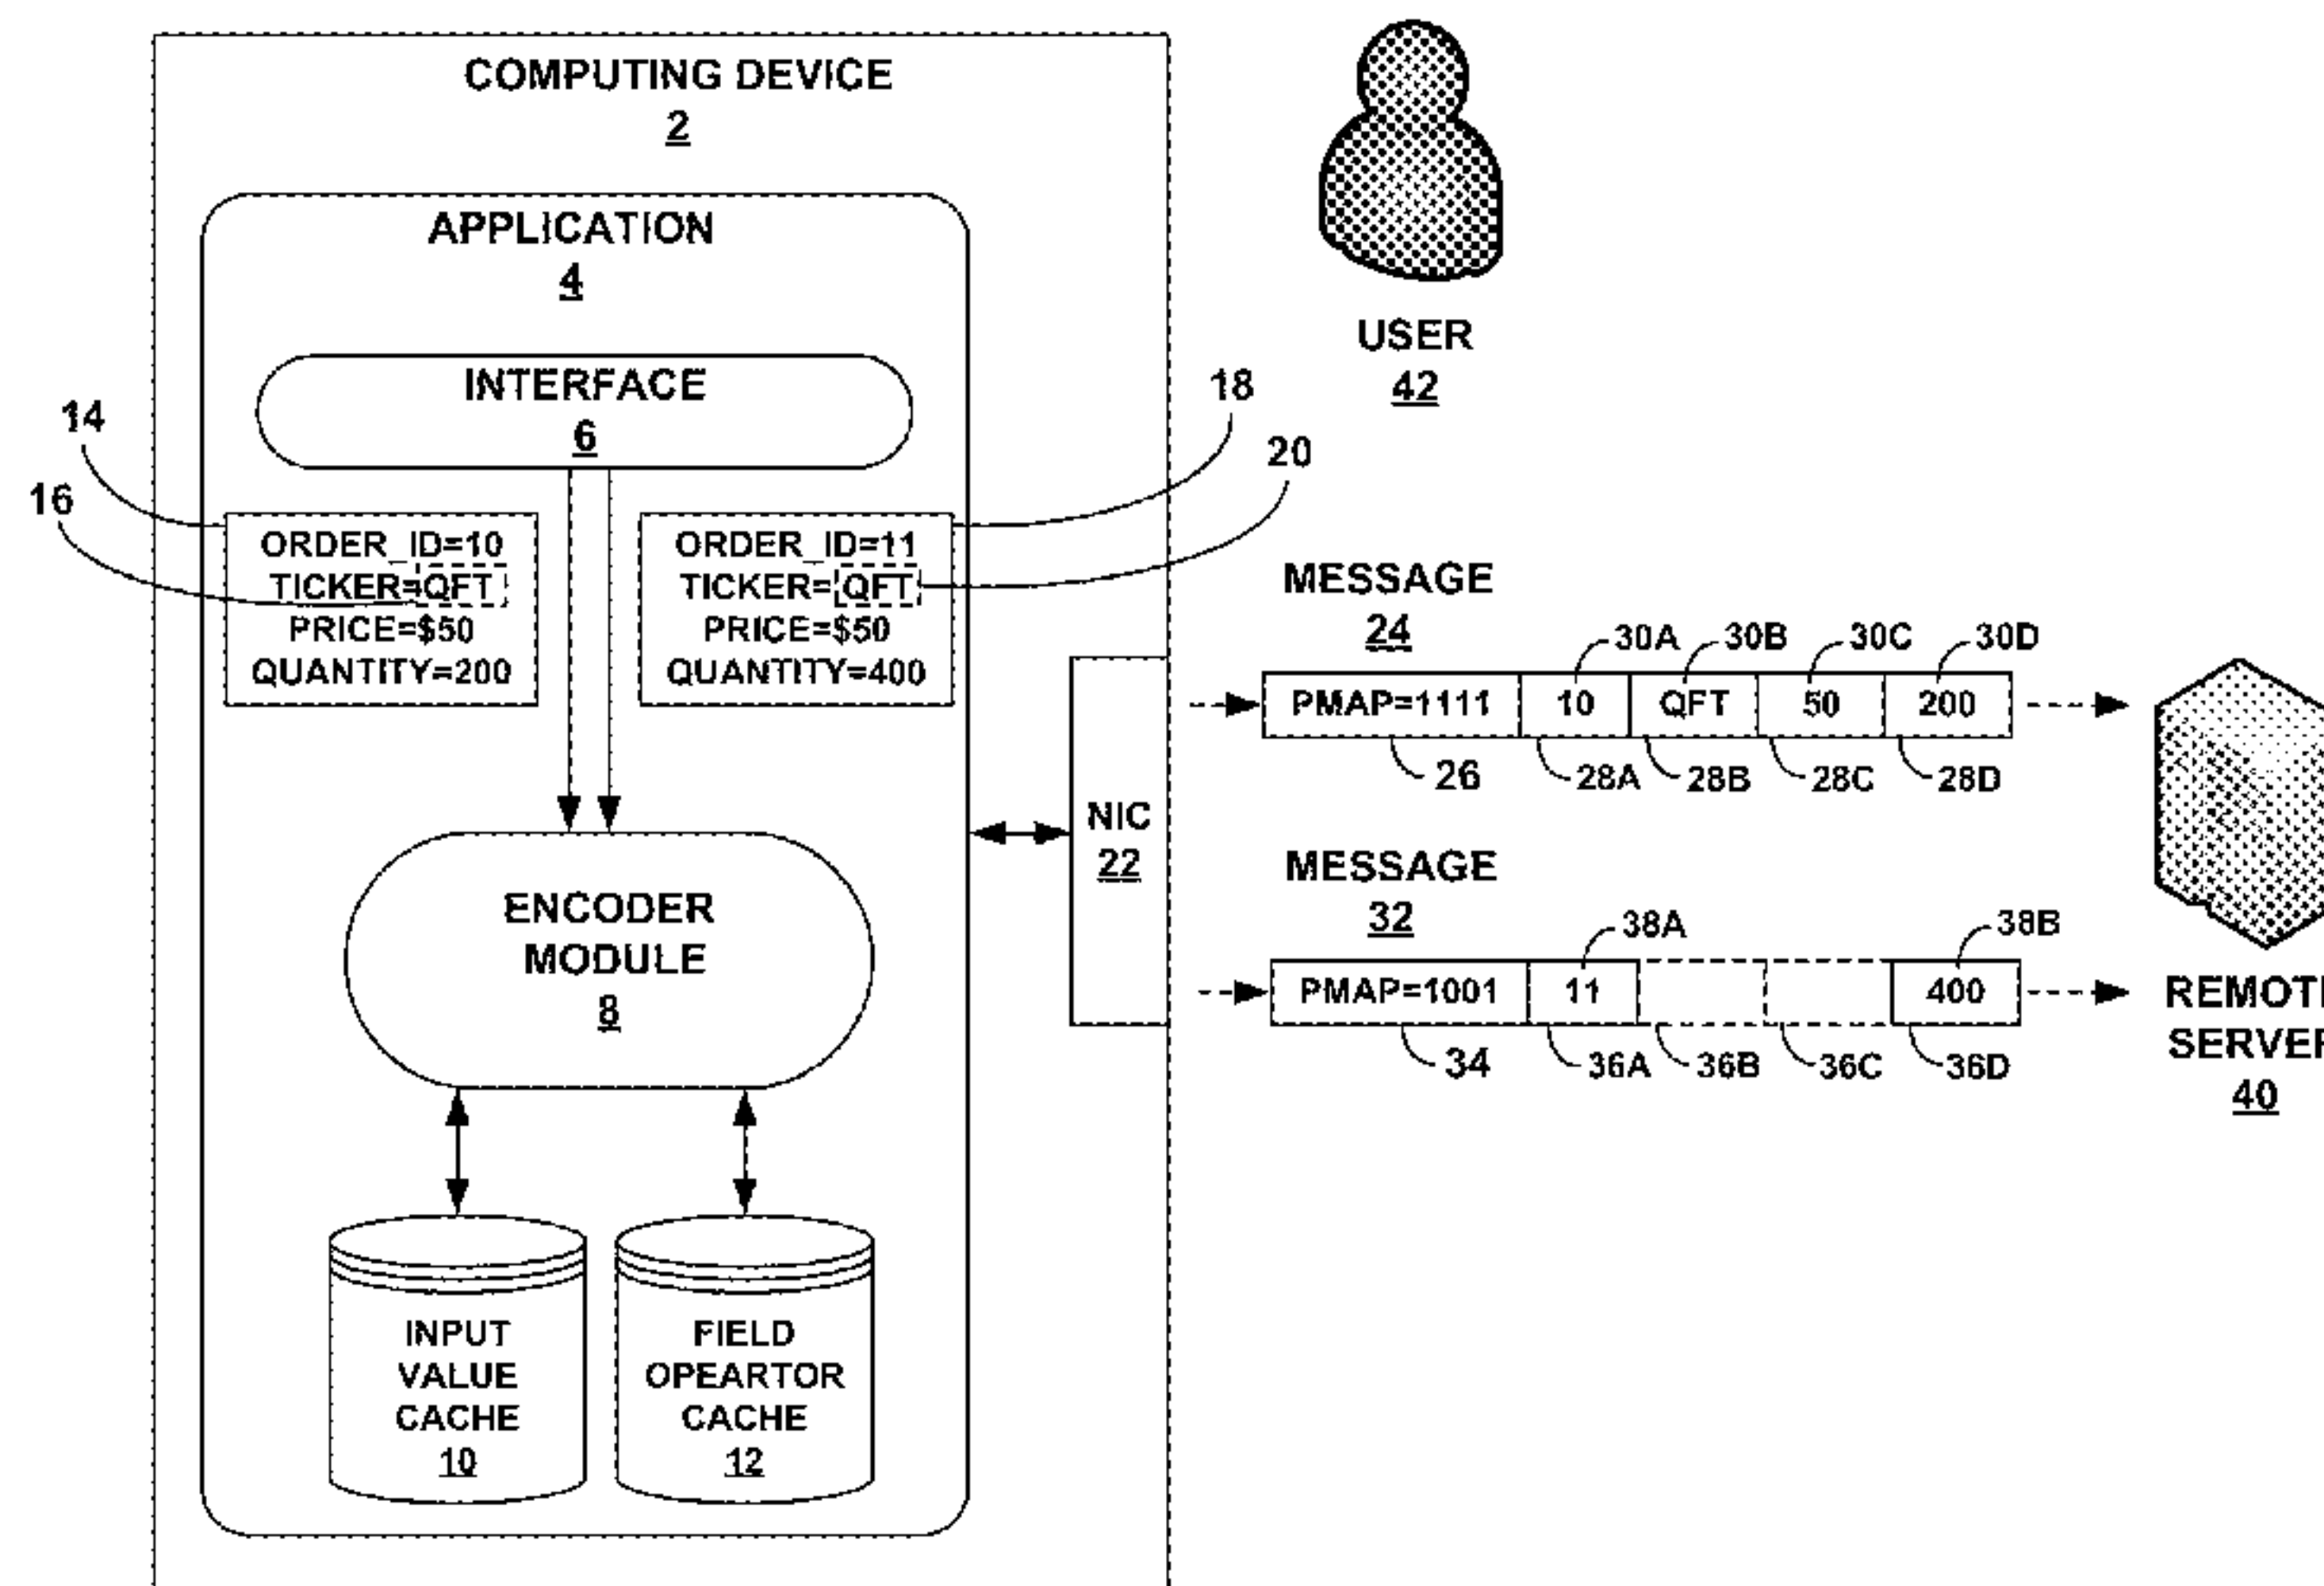 COMPUTING DEVICE
2
APPLICATION
4
INTERFACE
6
14
16
18
20
ORDER_ID=10
TICKER=QFT
PRICE=$50
QUANTITY=200
ORDER_ID=11
TICKER=QFT
PRICE=$50
QUANTITY=400
ENCODER
MODULE
8
INPUT
VALUE
CACHE
10
FIELD
OPEARTOR
CACHE
12
NIC
22
USER
42
MESSAGE
24
30A 30B 30C 30D
PMAP=1111 10 QFT 50 200
26 28A 28B 28C 28D
MESSAGE
32
38A 38B
PMAP=1001 11 400
34 36A 36B 36C 36D
REMOTE
SERVER
40